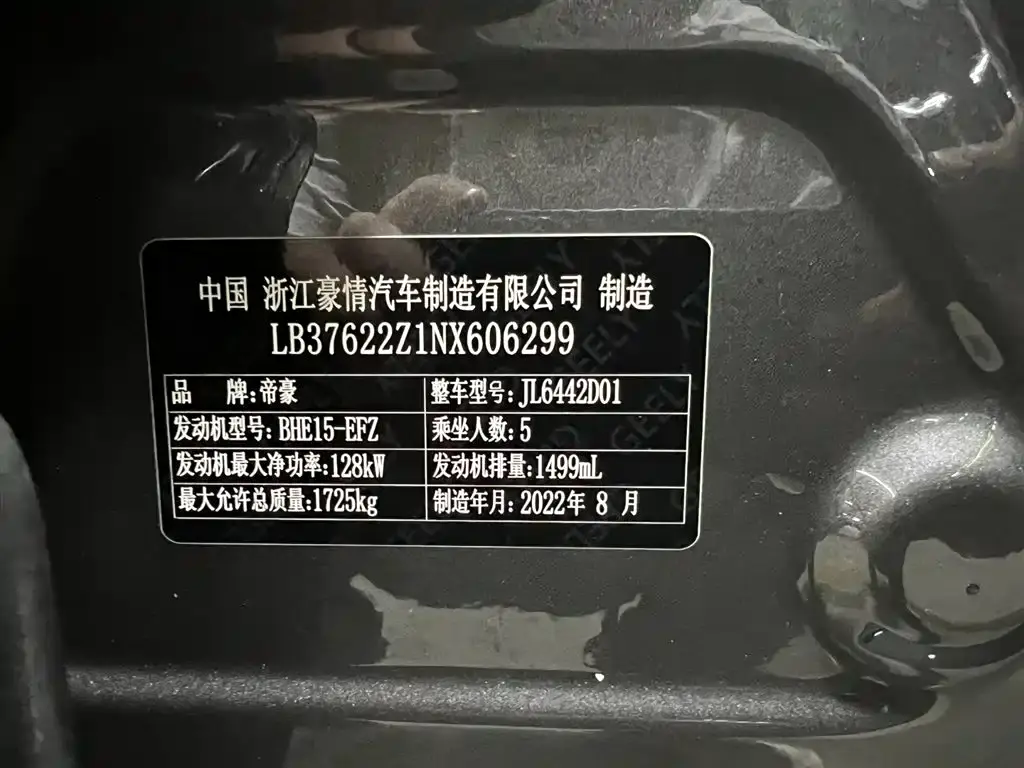 中国 浙江豪情汽车制造有限公司 制造
LB37622Z1NX606299
品 牌:帝豪 整车型号:JL6442D01
发动机型号:BHE15-EFZ 乘坐人数:5
发动机最大净功率:128kW 发动机排量:1499mL
最大允许总质量:1725kg 制造年月:2022年 8 月
GEELY
GEELY
GEELY